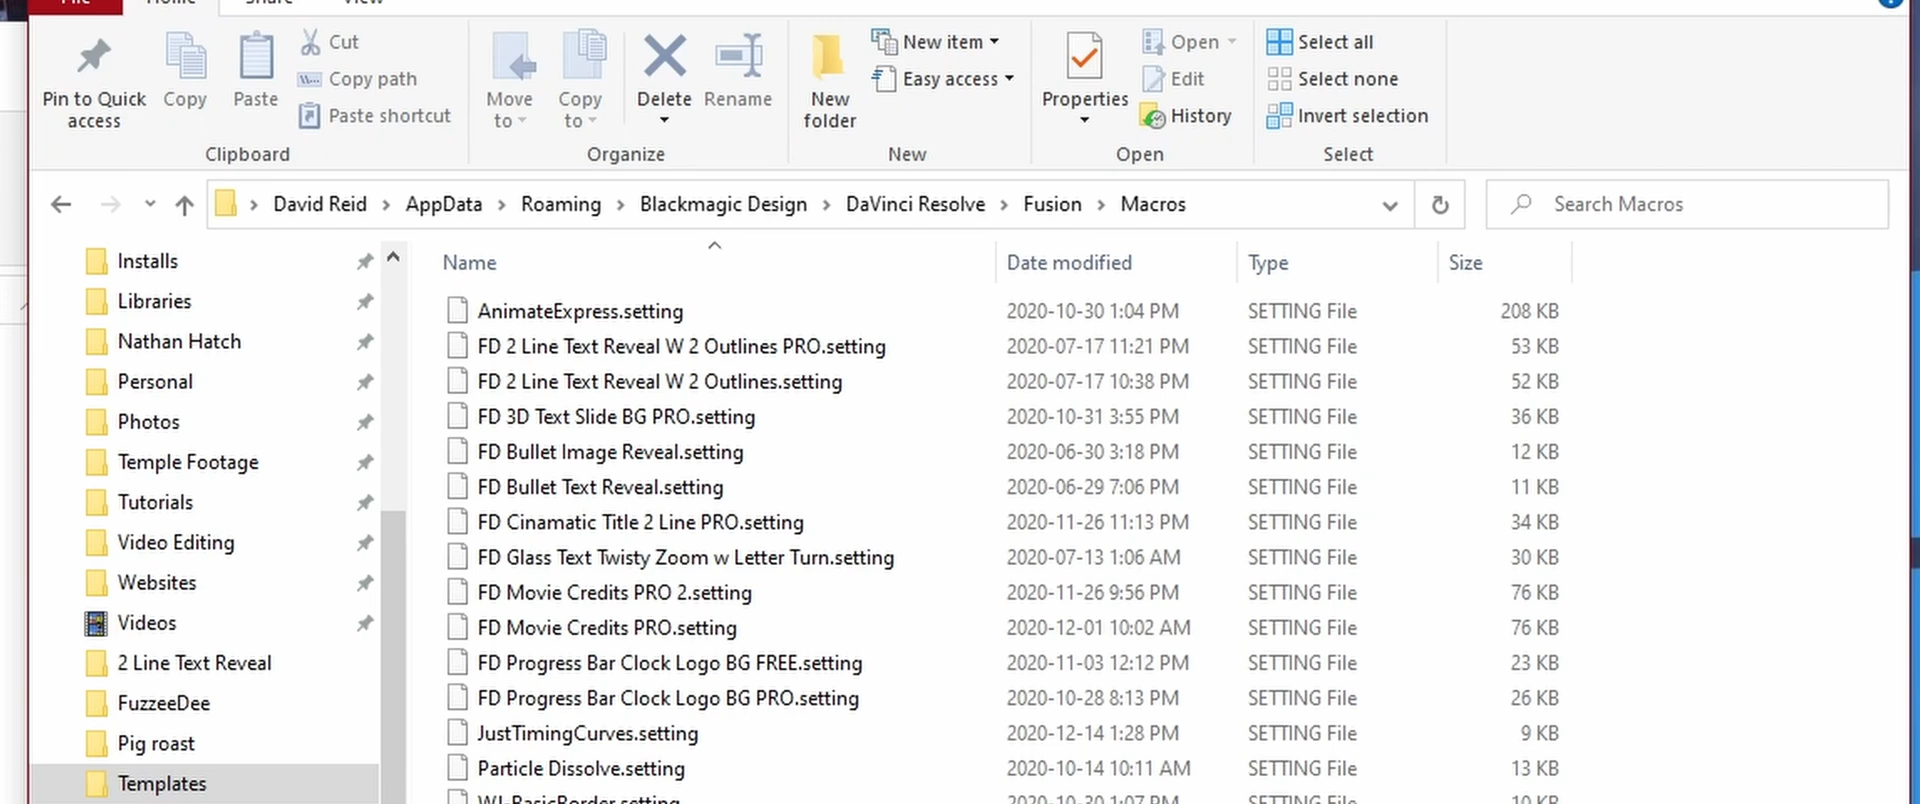 File Home Share View
Pin to Quick access
Copy
Paste
Cut
Copy path
Paste shortcut
Clipboard
Move to
Copy to
Delete
Rename
Organize
New folder
New item
Easy access
New
Properties
Open
Edit
History
Open
Select all
Select none
Invert selection
Select
David Reid > AppData > Roaming > Blackmagic Design > DaVinci Resolve > Fusion > Macros
Search Macros
Installs
Libraries
Nathan Hatch
Personal
Photos
Temple Footage
Tutorials
Video Editing
Websites
Videos
2 Line Text Reveal
FuzzeeDee
Pig roast
Templates
Name Date modified Type Size
AnimateExpress.setting 2020-10-30 1:04 PM SETTING File 208 KB
FD 2 Line Text Reveal W 2 Outlines PRO.setting 2020-07-17 11:21 PM SETTING File 53 KB
FD 2 Line Text Reveal W 2 Outlines.setting 2020-07-17 10:38 PM SETTING File 52 KB
FD 3D Text Slide BG PRO.setting 2020-10-31 3:55 PM SETTING File 36 KB
FD Bullet Image Reveal.setting 2020-06-30 3:18 PM SETTING File 12 KB
FD Bullet Text Reveal.setting 2020-06-29 7:06 PM SETTING File 11 KB
FD Cinamatic Title 2 Line PRO.setting 2020-11-26 11:13 PM SETTING File 34 KB
FD Glass Text Twisty Zoom w Letter Turn.setting 2020-07-13 1:06 AM SETTING File 30 KB
FD Movie Credits PRO 2.setting 2020-11-26 9:56 PM SETTING File 76 KB
FD Movie Credits PRO.setting 2020-12-01 10:02 AM SETTING File 76 KB
FD Progress Bar Clock Logo BG FREE.setting 2020-11-03 12:12 PM SETTING File 23 KB
FD Progress Bar Clock Logo BG PRO.setting 2020-10-28 8:13 PM SETTING File 26 KB
JustTimingCurves.setting 2020-12-14 1:28 PM SETTING File 9 KB
Particle Dissolve.setting 2020-10-14 10:11 AM SETTING File 13 KB
2020-10-30 1:07 PM SETTING File 10 KB